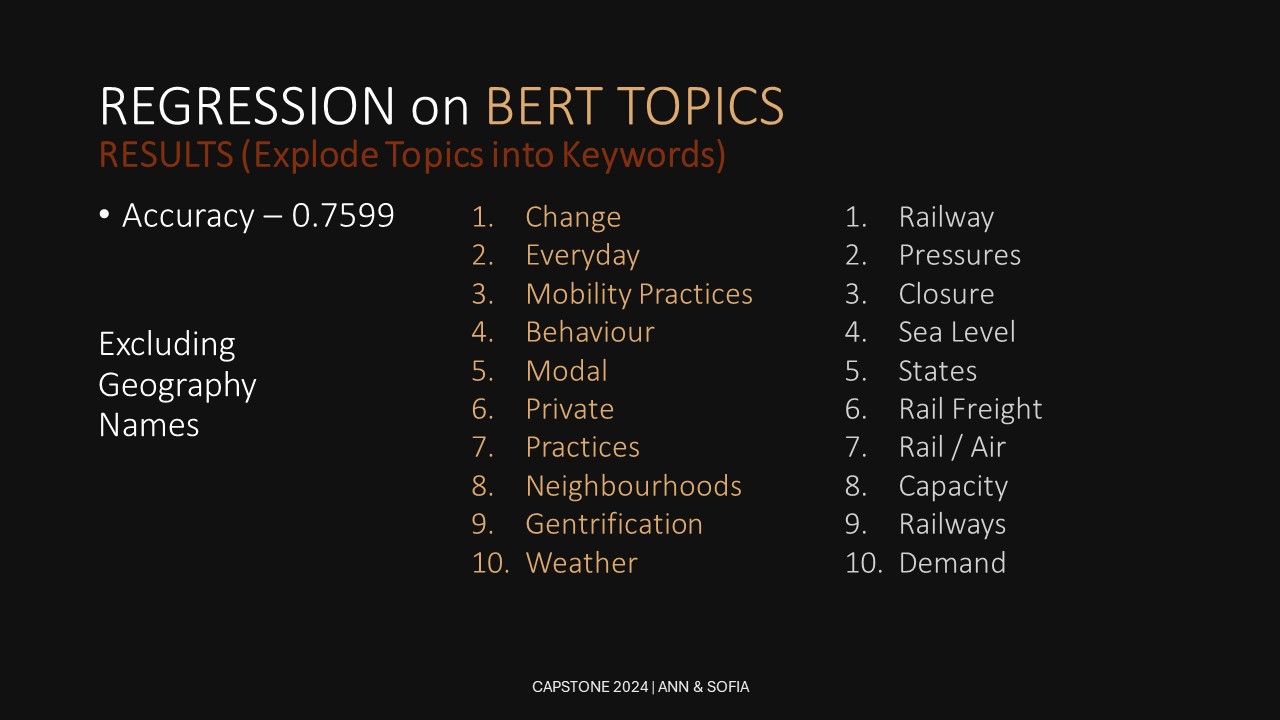 REGRESSION on BERT TOPICS
RESULTS (Explode Topics into Keywords)
• Accuracy – 0.7599
Excluding
Geography
Names
1. Change
2. Everyday
3. Mobility Practices
4. Behaviour
5. Modal
6. Private
7. Practices
8. Neighbourhoods
9. Gentrification
10. Weather
1. Railway
2. Pressures
3. Closure
4. Sea Level
5. States
6. Rail Freight
7. Rail / Air
8. Capacity
9. Railways
10. Demand
CAPSTONE 2024 | ANN & SOFIA